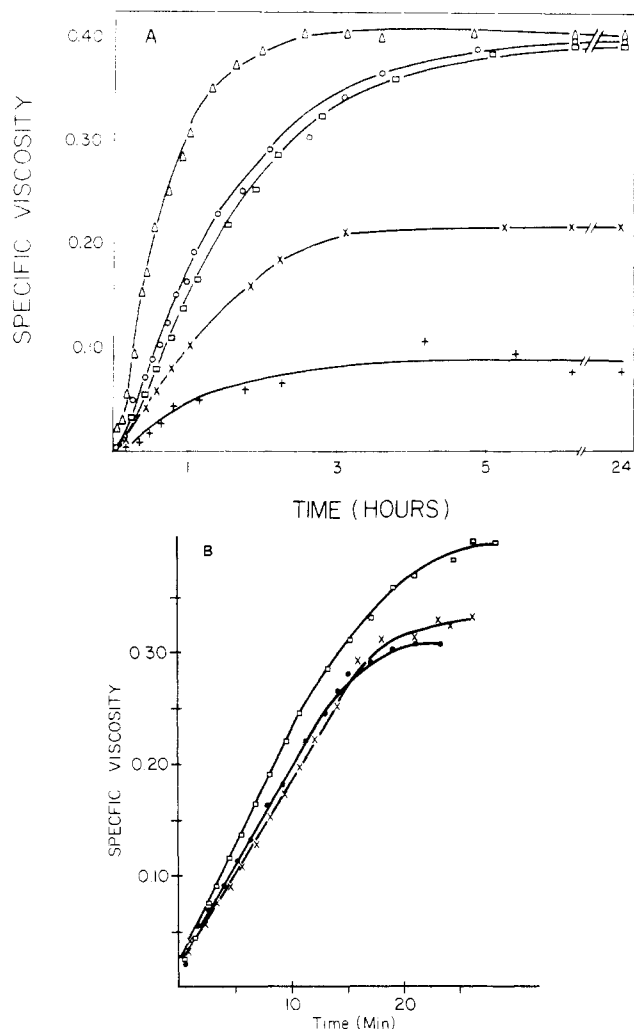 A
0.40
0.30
0.20
0.10
SPECIFIC VISCOSITY
1 3 5 24
TIME (HOURS)
B
0.30
0.20
0.10
SPECFIC VISCOSITY
10 20
Time (Min)